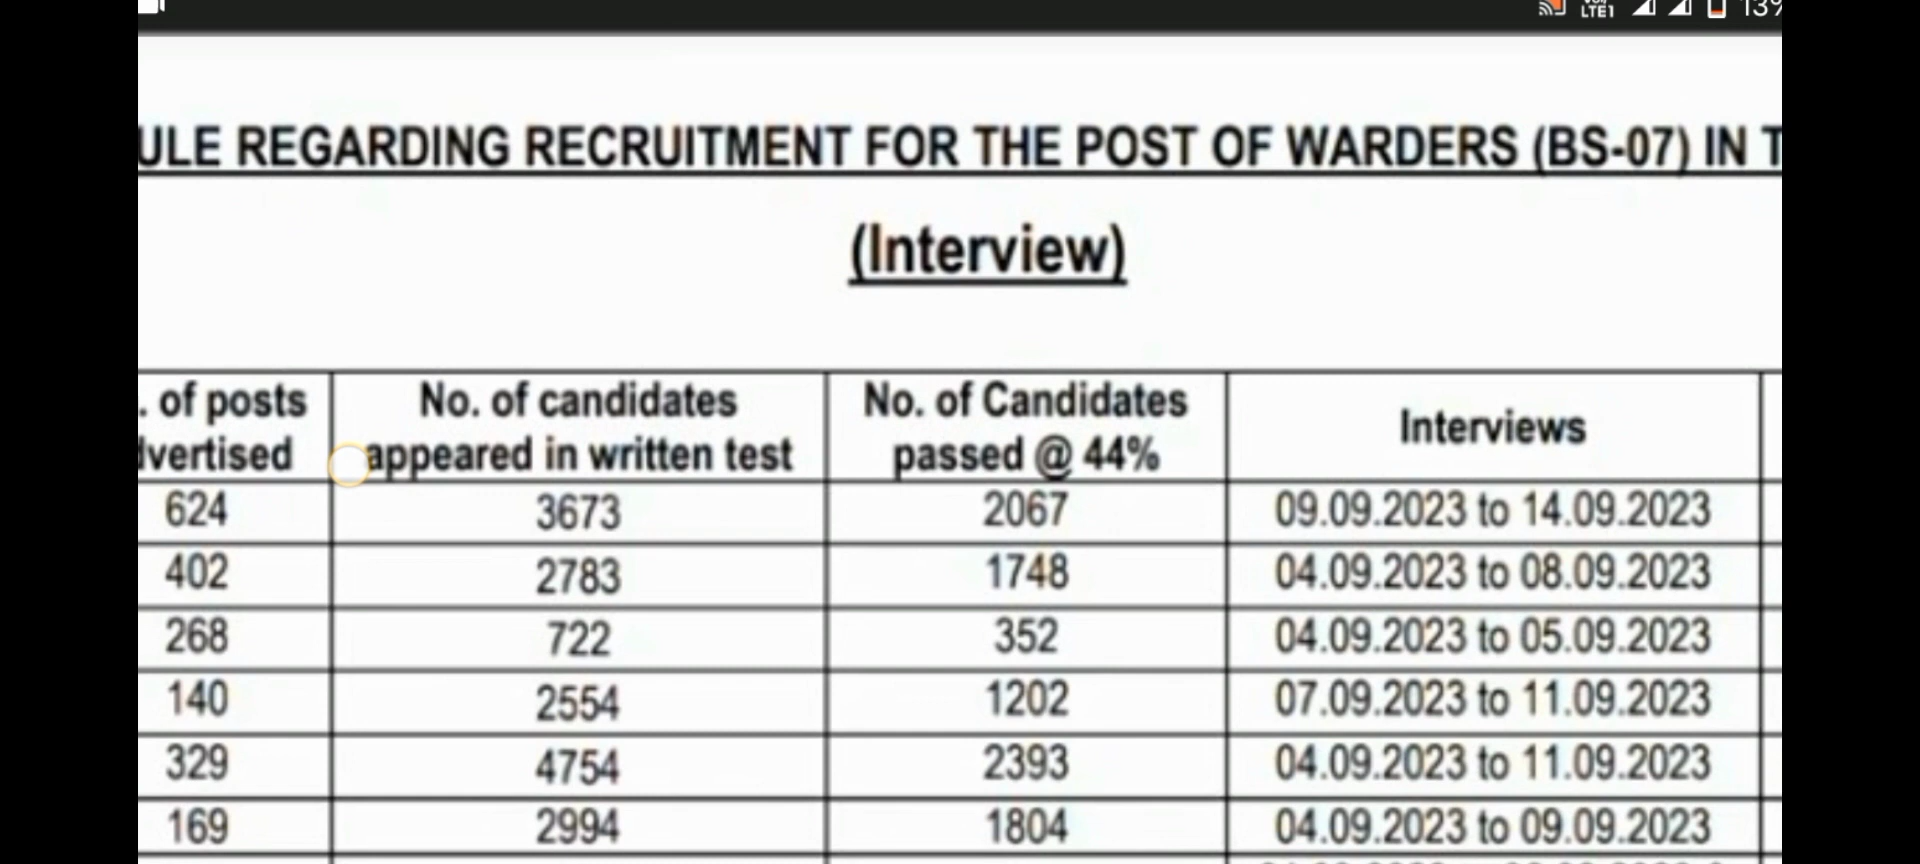 LTE1 13%
ULE REGARDING RECRUITMENT FOR THE POST OF WARDERS (BS-07) IN T
(Interview)
. of posts No. of candidates No. of Candidates Interviews
dvertised appeared in written test passed @ 44%
624 3673 2067 09.09.2023 to 14.09.2023
402 2783 1748 04.09.2023 to 08.09.2023
268 722 352 04.09.2023 to 05.09.2023
140 2554 1202 07.09.2023 to 11.09.2023
329 4754 2393 04.09.2023 to 11.09.2023
169 2994 1804 04.09.2023 to 09.09.2023